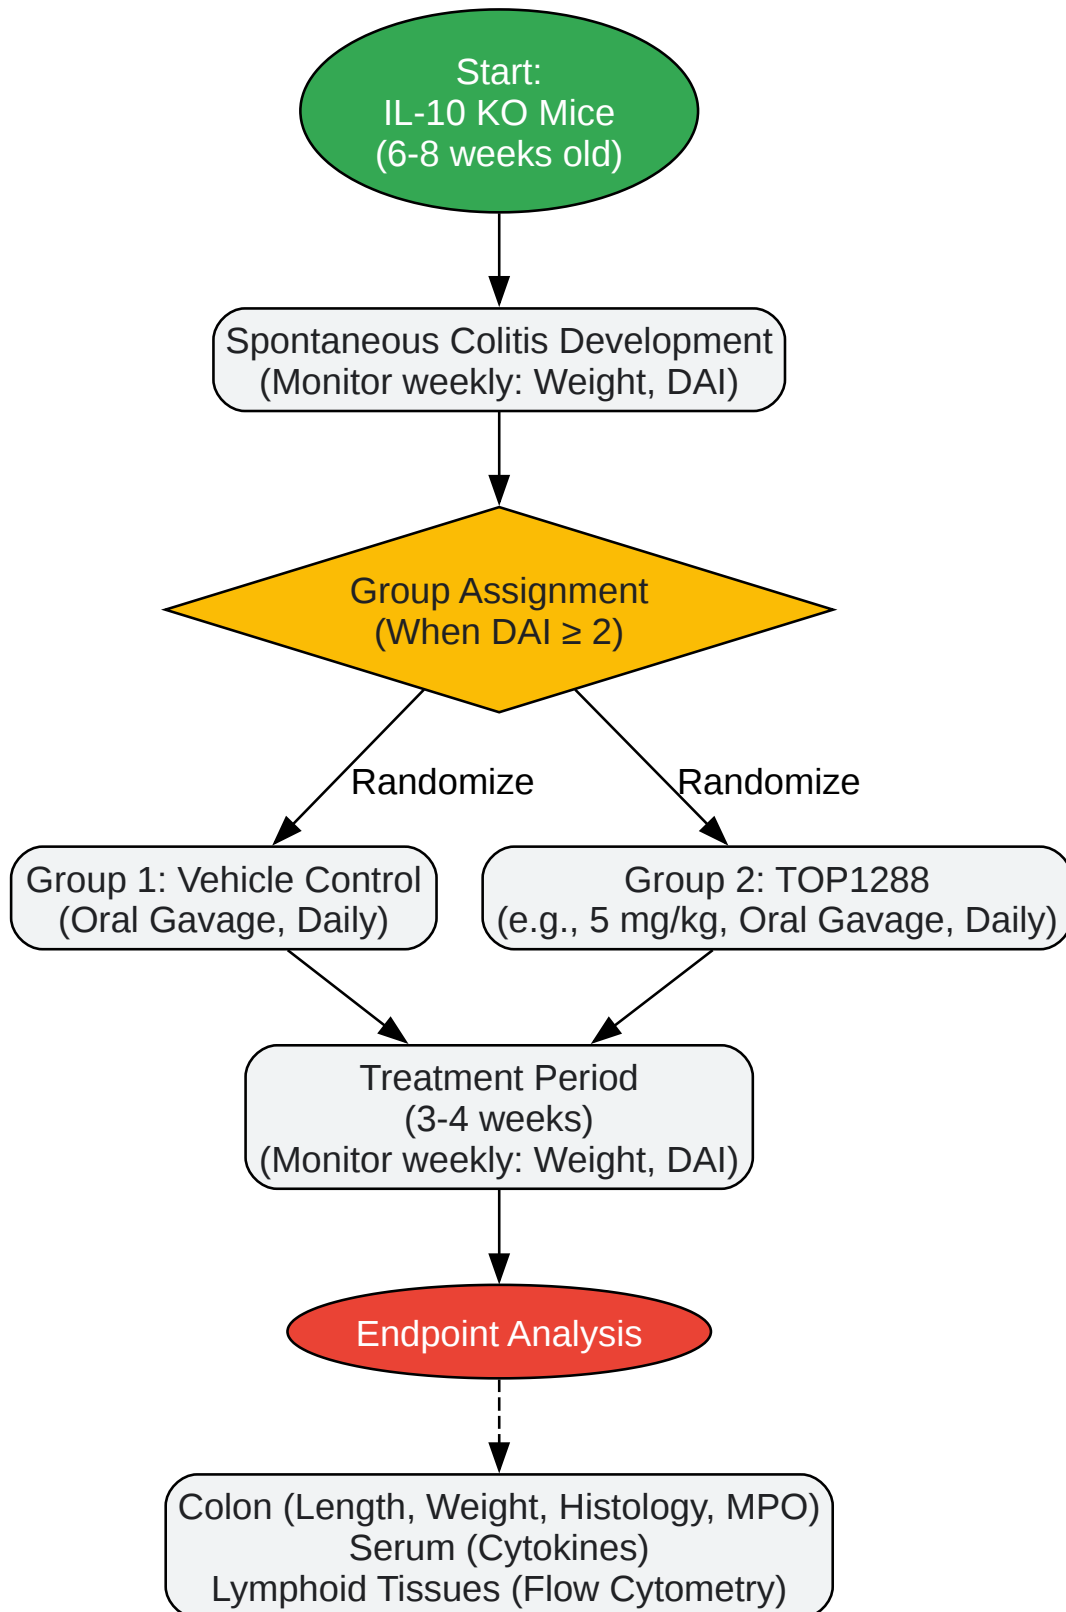 Start:
IL-10 KO Mice
(6-8 weeks old)
Spontaneous Colitis Development
(Monitor weekly: Weight, DAI)
Group Assignment
(When DAI ≥ 2)
Randomize
Randomize
Group 1: Vehicle Control
(Oral Gavage, Daily)
Group 2: TOP1288
(e.g., 5 mg/kg, Oral Gavage, Daily)
Treatment Period
(3-4 weeks)
(Monitor weekly: Weight, DAI)
Endpoint Analysis
Colon (Length, Weight, Histology, MPO)
Serum (Cytokines)
Lymphoid Tissues (Flow Cytometry)